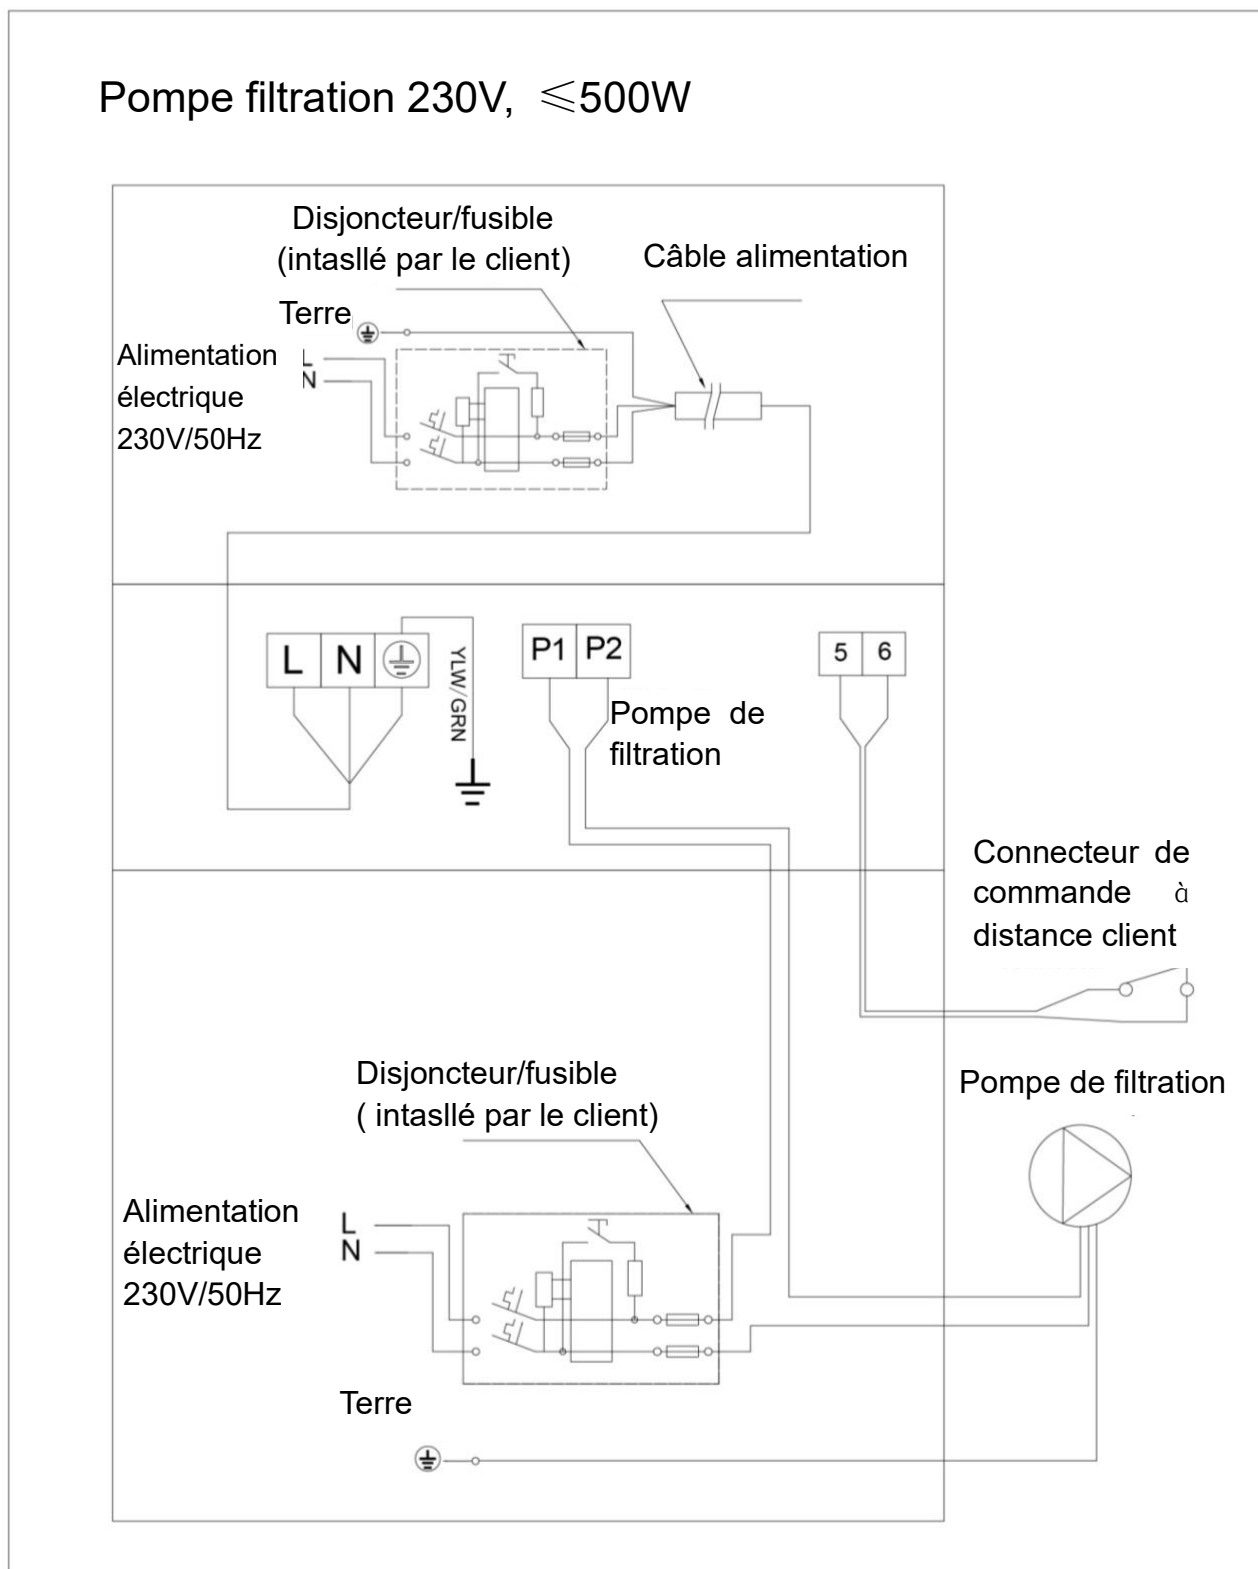 Pompe filtration 230V, ≤500W
Disjoncteur/fusible
(intasllé par le client)
Câble alimentation
Terre
Alimentation
électrique
230V/50Hz
L
N
L N
YLW/GRN
P1 P2
Pompe de
filtration
5 6
Connecteur de
commande à
distance client
Disjoncteur/fusible
( intasllé par le client)
Pompe de filtration
Alimentation
électrique
230V/50Hz
L
N
Terre